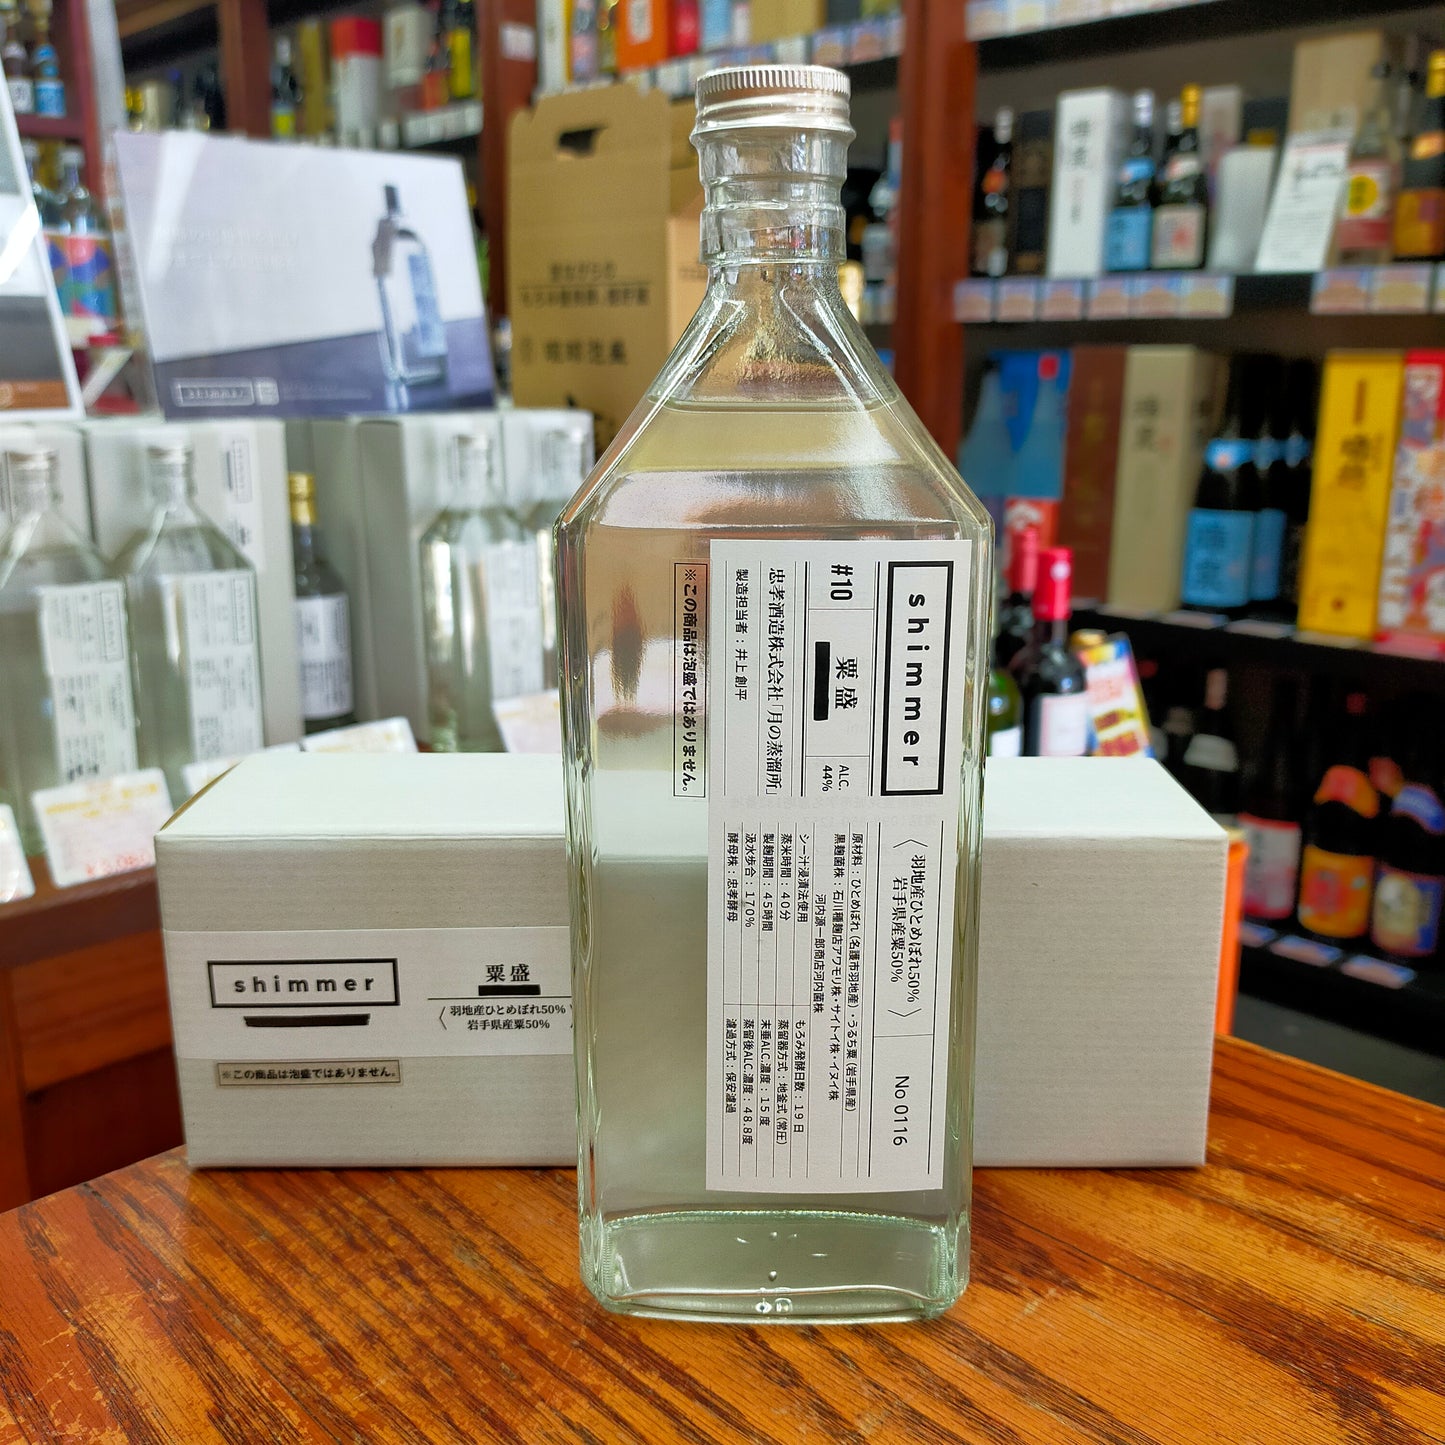 shimmer
#10
粟盛
ALC.
44%
忠孝酒造株式会社「月の蒸溜所」
製造担当者：井上創平
※この商品は泡盛ではありません。
〈羽地産ひとめぼれ50%
岩手県産粟50%〉
No 0116
原材料：ひとめぼれ(名護市羽地産)・うるち粟(岩手県産)
黒麹菌株：石川種麹店アワモリ株・サイトイ株・イヌイ株
河内源一郎商店河内菌株
シー汁浸漬法使用
蒸米時間：40分
製麹期間：45時間
汲水歩合：170%
酵母株：忠孝酵母
もろみ発酵日数：19日
蒸留器方式：地釜式(常圧)
末垂ALC.濃度：15度
蒸留後ALC.濃度：48.8度
濾過方式：保安濾過
shimmer
粟盛
〈羽地産ひとめぼれ50%
岩手県産粟50%〉
※この商品は泡盛ではありません。
shimmer